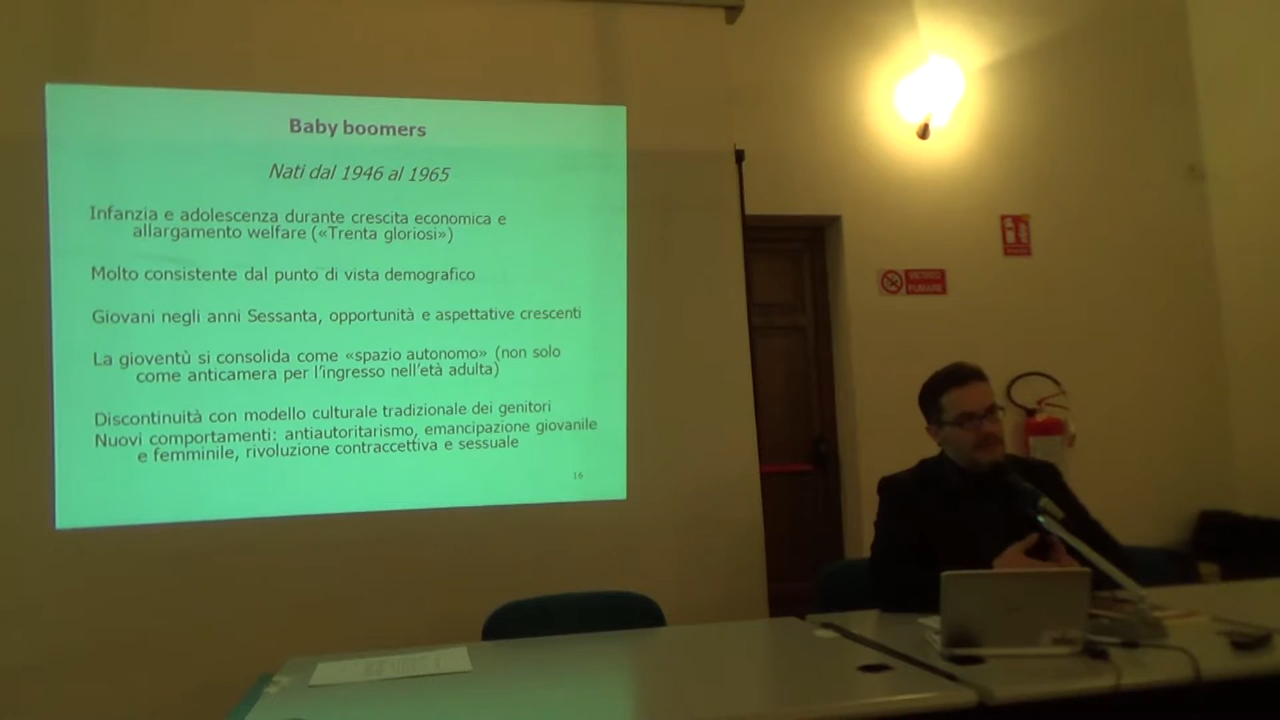 Baby boomers
Nati dal 1946 al 1965
Infanzia e adolescenza durante crescita economica e
allargamento welfare («Trenta gloriosi»)
Molto consistente dal punto di vista demografico
Giovani negli anni Sessanta, opportunità e aspettative crescenti
La gioventù si consolida come «spazio autonomo» (non solo
come anticamera per l'ingresso nell'età adulta)
Discontinuità con modello culturale tradizionale dei genitori
Nuovi comportamenti: antiautoritarismo, emancipazione giovanile
e femminile, rivoluzione contraccettiva e sessuale
16
VIETATO
FUMARE